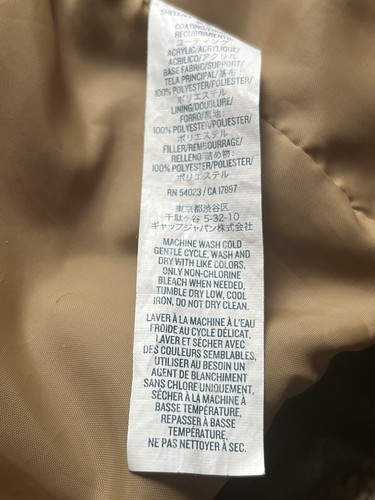 COATING/
RECUBRIMIENTO/
コーティング
ACRYLIC/ACRYLIQUE/
ACRILICO/アクリル
BASE FABRIC/SUPPORT/
TELA PRINCIPAL/基布:
100% POLYESTER/POLIESTER/
ポリエステル
LINING/DOUBLURE/
FORRO/裏地:
100% POLYESTER/POLIESTER/
ポリエステル
FILLER/REMBOURRAGE/
RELLENO/詰め物:
100% POLYESTER/POLIESTER/
ポリエステル
RN 54023 / CA 17897
東京都渋谷区
千駄ヶ谷 5-32-10
ギャップジャパン株式会社
MACHINE WASH COLD
GENTLE CYCLE, WASH AND
DRY WITH LIKE COLORS,
ONLY NON-CHLORINE
BLEACH WHEN NEEDED,
TUMBLE DRY LOW, COOL
IRON, DO NOT DRY CLEAN.
LAVER À LA MACHINE À L'EAU
FROIDE AU CYCLE DÉLICAT,
LAVER ET SÉCHER AVEC
DES COULEURS SEMBLABLES,
UTILISER AU BESOIN UN
AGENT DE BLANCHIMENT
SANS CHLORE UNIQUEMENT,
SÉCHER À LA MACHINE À
BASSE TEMPÉRATURE,
REPASSER À BASSE
TEMPÉRATURE,
NE PAS NETTOYER À SEC.